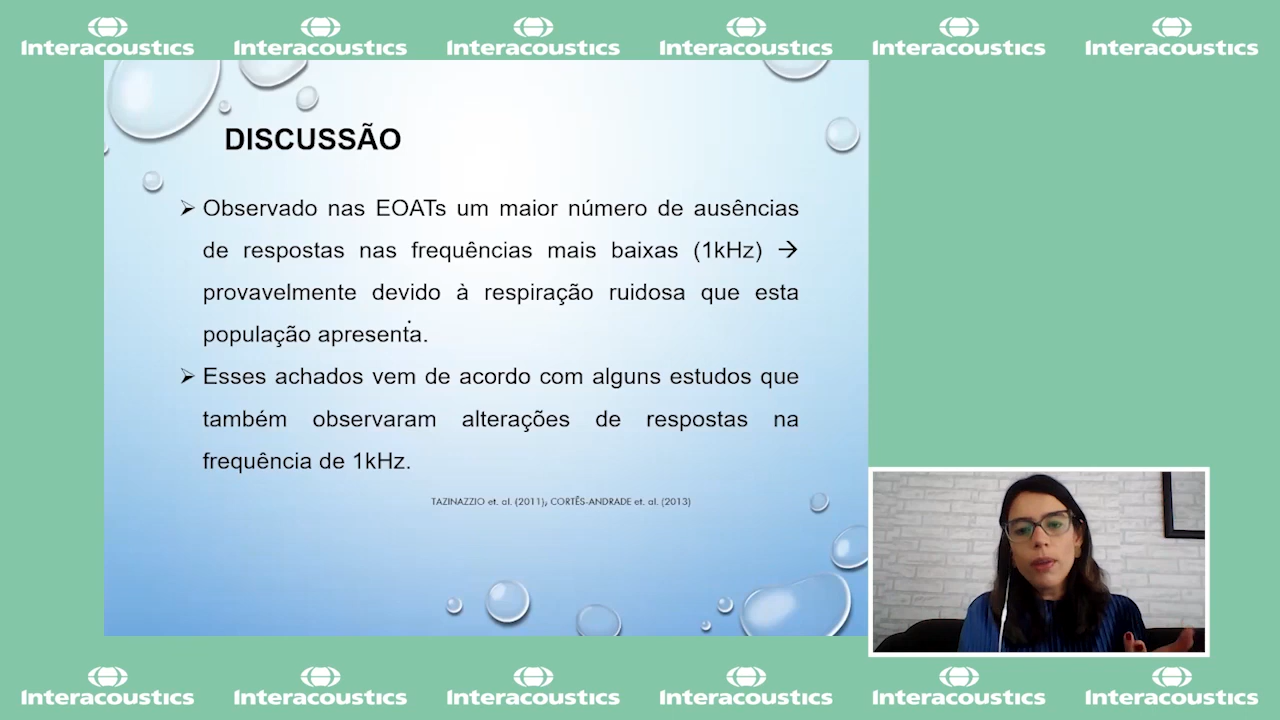 Interacoustics Interacoustics Interacoustics Interacoustics Interacoustics Interacoustics
DISCUSSÃO
➢ Observado nas EOATs um maior número de ausências
de respostas nas frequências mais baixas (1kHz) →
provavelmente devido à respiração ruidosa que esta
população apresenta.
➢ Esses achados vem de acordo com alguns estudos que
também observaram alterações de respostas na
frequência de 1kHz.
TAZINAZZIO et. al. (2011); CORTÊS-ANDRADE et. al. (2013)
Interacoustics Interacoustics Interacoustics Interacoustics Interacoustics Interacoustics